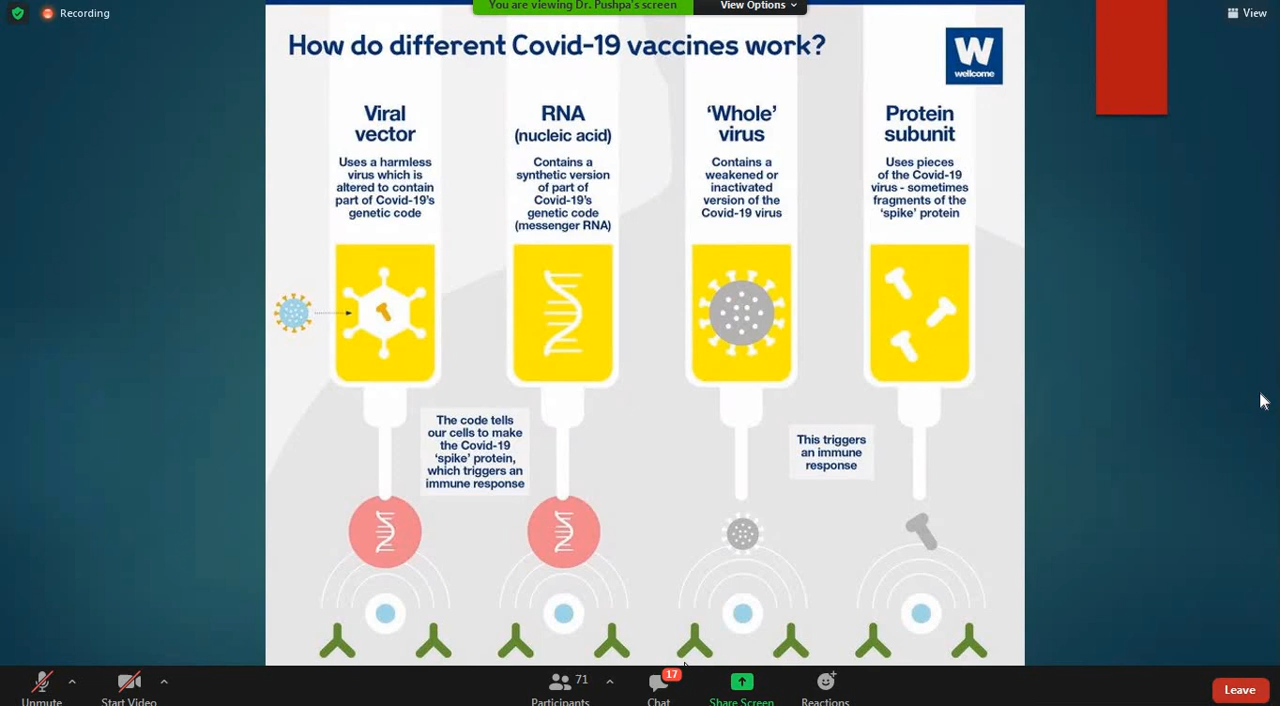 Recording
You are viewing Dr. Pushpa's screen
View Options
View
How do different Covid-19 vaccines work?
W
wellcome
Viral
vector
Uses a harmless
virus which is
altered to contain
part of Covid-19's
genetic code
RNA
(nucleic acid)
Contains a
synthetic version
of part of
Covid-19's
genetic code
(messenger RNA)
‘Whole’
virus
Contains a
weakened or
inactivated
version of the
Covid-19 virus
Protein
subunit
Uses pieces
of the Covid-19
virus - sometimes
fragments of the
‘spike’ protein
The code tells
our cells to make
the Covid-19
‘spike’ protein,
which triggers an
immune response
This triggers
an immune
response
Unmute
Start Video
71
Participants
17
Chat
Share Screen
Reactions
Leave